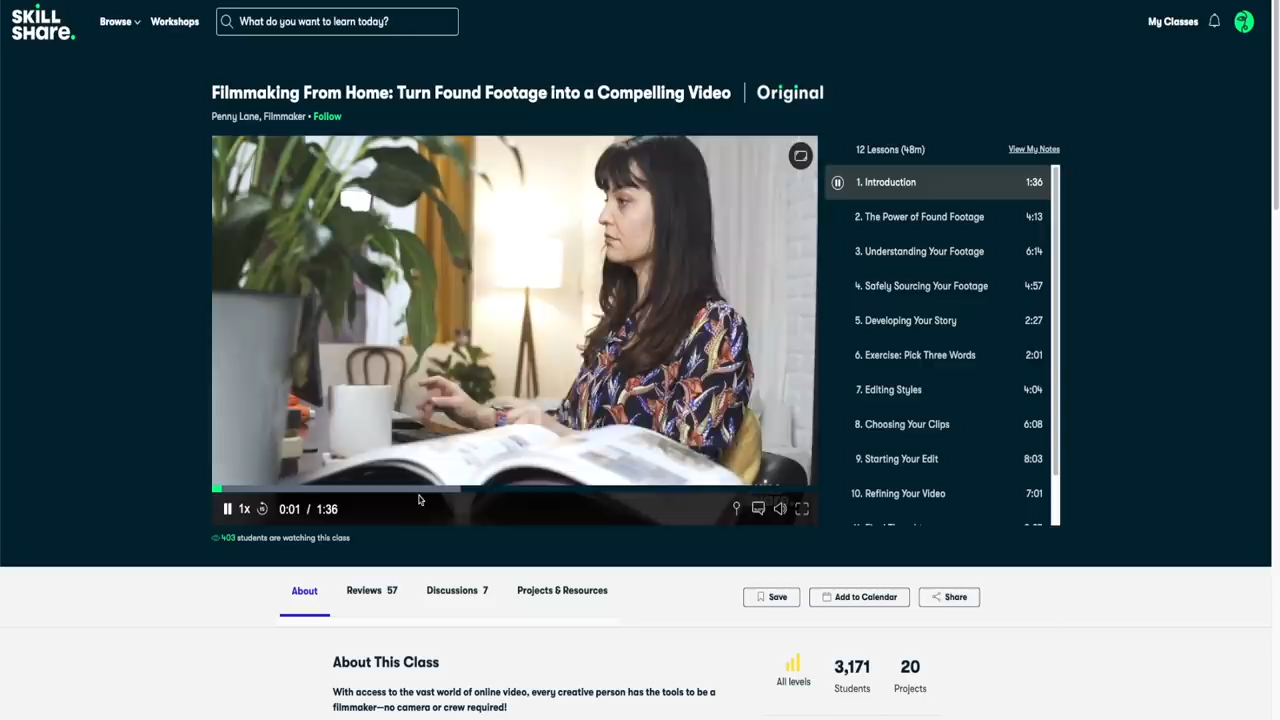 SKILL
SHare.
Browse
Workshops
What do you want to learn today?
My Classes
Filmmaking From Home: Turn Found Footage into a Compelling Video
Original
Penny Lane, Filmmaker • Follow
12 Lessons (48m)
View My Notes
1. Introduction 1:36
2. The Power of Found Footage 4:13
3. Understanding Your Footage 6:14
4. Safely Sourcing Your Footage 4:57
5. Developing Your Story 2:27
6. Exercise: Pick Three Words 2:01
7. Editing Styles 4:04
8. Choosing Your Clips 6:08
9. Starting Your Edit 8:03
10. Refining Your Video 7:01
1x
0:01 / 1:36
403 students are watching this class
About
Reviews 57
Discussions 7
Projects & Resources
Save
Add to Calendar
Share
About This Class
With access to the vast world of online video, every creative person has the tools to be a
filmmaker—no camera or crew required!
All levels
3,171
Students
20
Projects